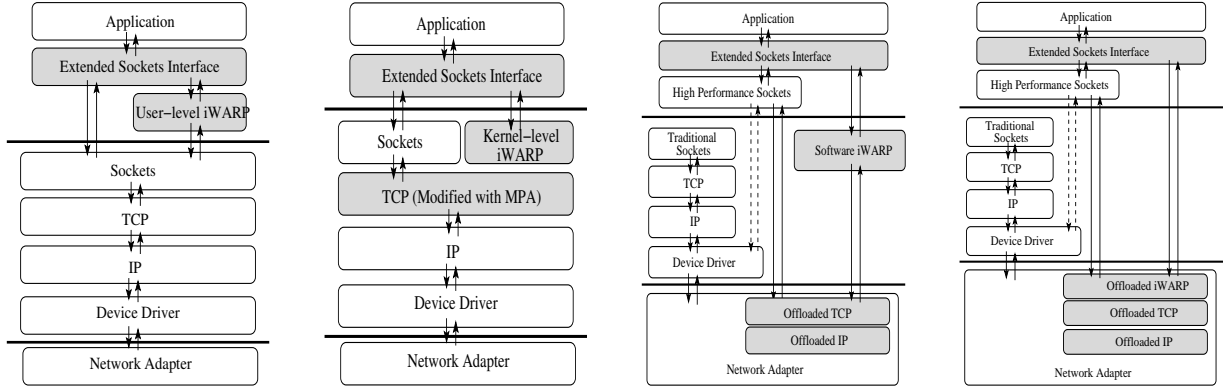 Application
Extended Sockets Interface
User-level iWARP
Sockets
TCP
IP
Device Driver
Network Adapter
Application
Extended Sockets Interface
Sockets
Kernel-level
iWARP
TCP (Modified with MPA)
IP
Device Driver
Network Adapter
Application
Extended Sockets Interface
High Performance Sockets
Traditional
Sockets
Software iWARP
TCP
IP
Device Driver
Offloaded TCP
Offloaded IP
Network Adapter
Application
Extended Sockets Interface
High Performance Sockets
Traditional
Sockets
TCP
IP
Device Driver
Offloaded iWARP
Offloaded TCP
Offloaded IP
Network Adapter